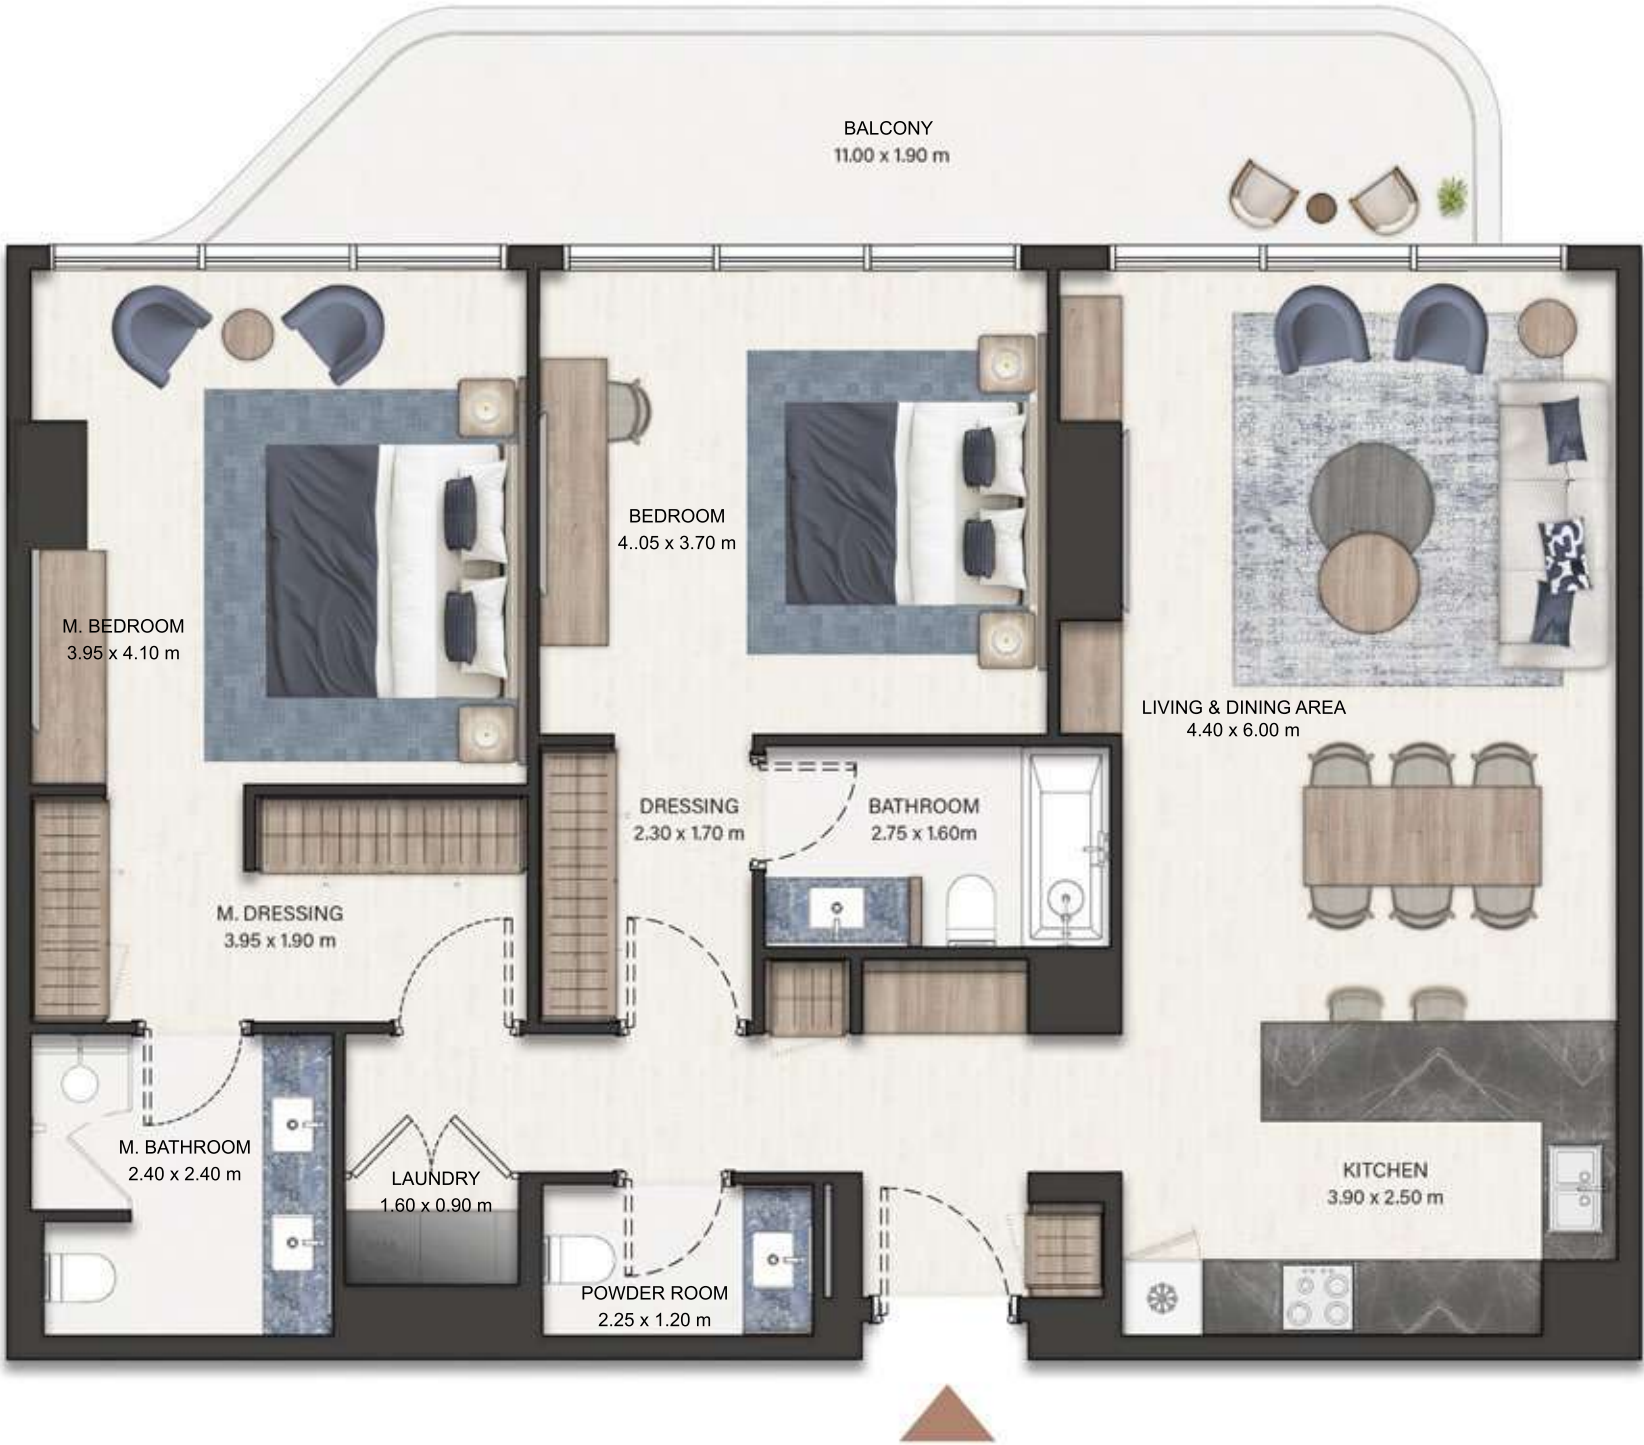 BALCONY
11.00 x 1.90 m
BEDROOM
4..05 x 3.70 m
M. BEDROOM
3.95 x 4.10 m
LIVING & DINING AREA
4.40 x 6.00 m
DRESSING
2.30 x 1.70 m
BATHROOM
2.75 x 1.60m
M. DRESSING
3.95 x 1.90 m
M. BATHROOM
2.40 x 2.40 m
LAUNDRY
1.60 x 0.90 m
KITCHEN
3.90 x 2.50 m
POWDER ROOM
2.25 x 1.20 m